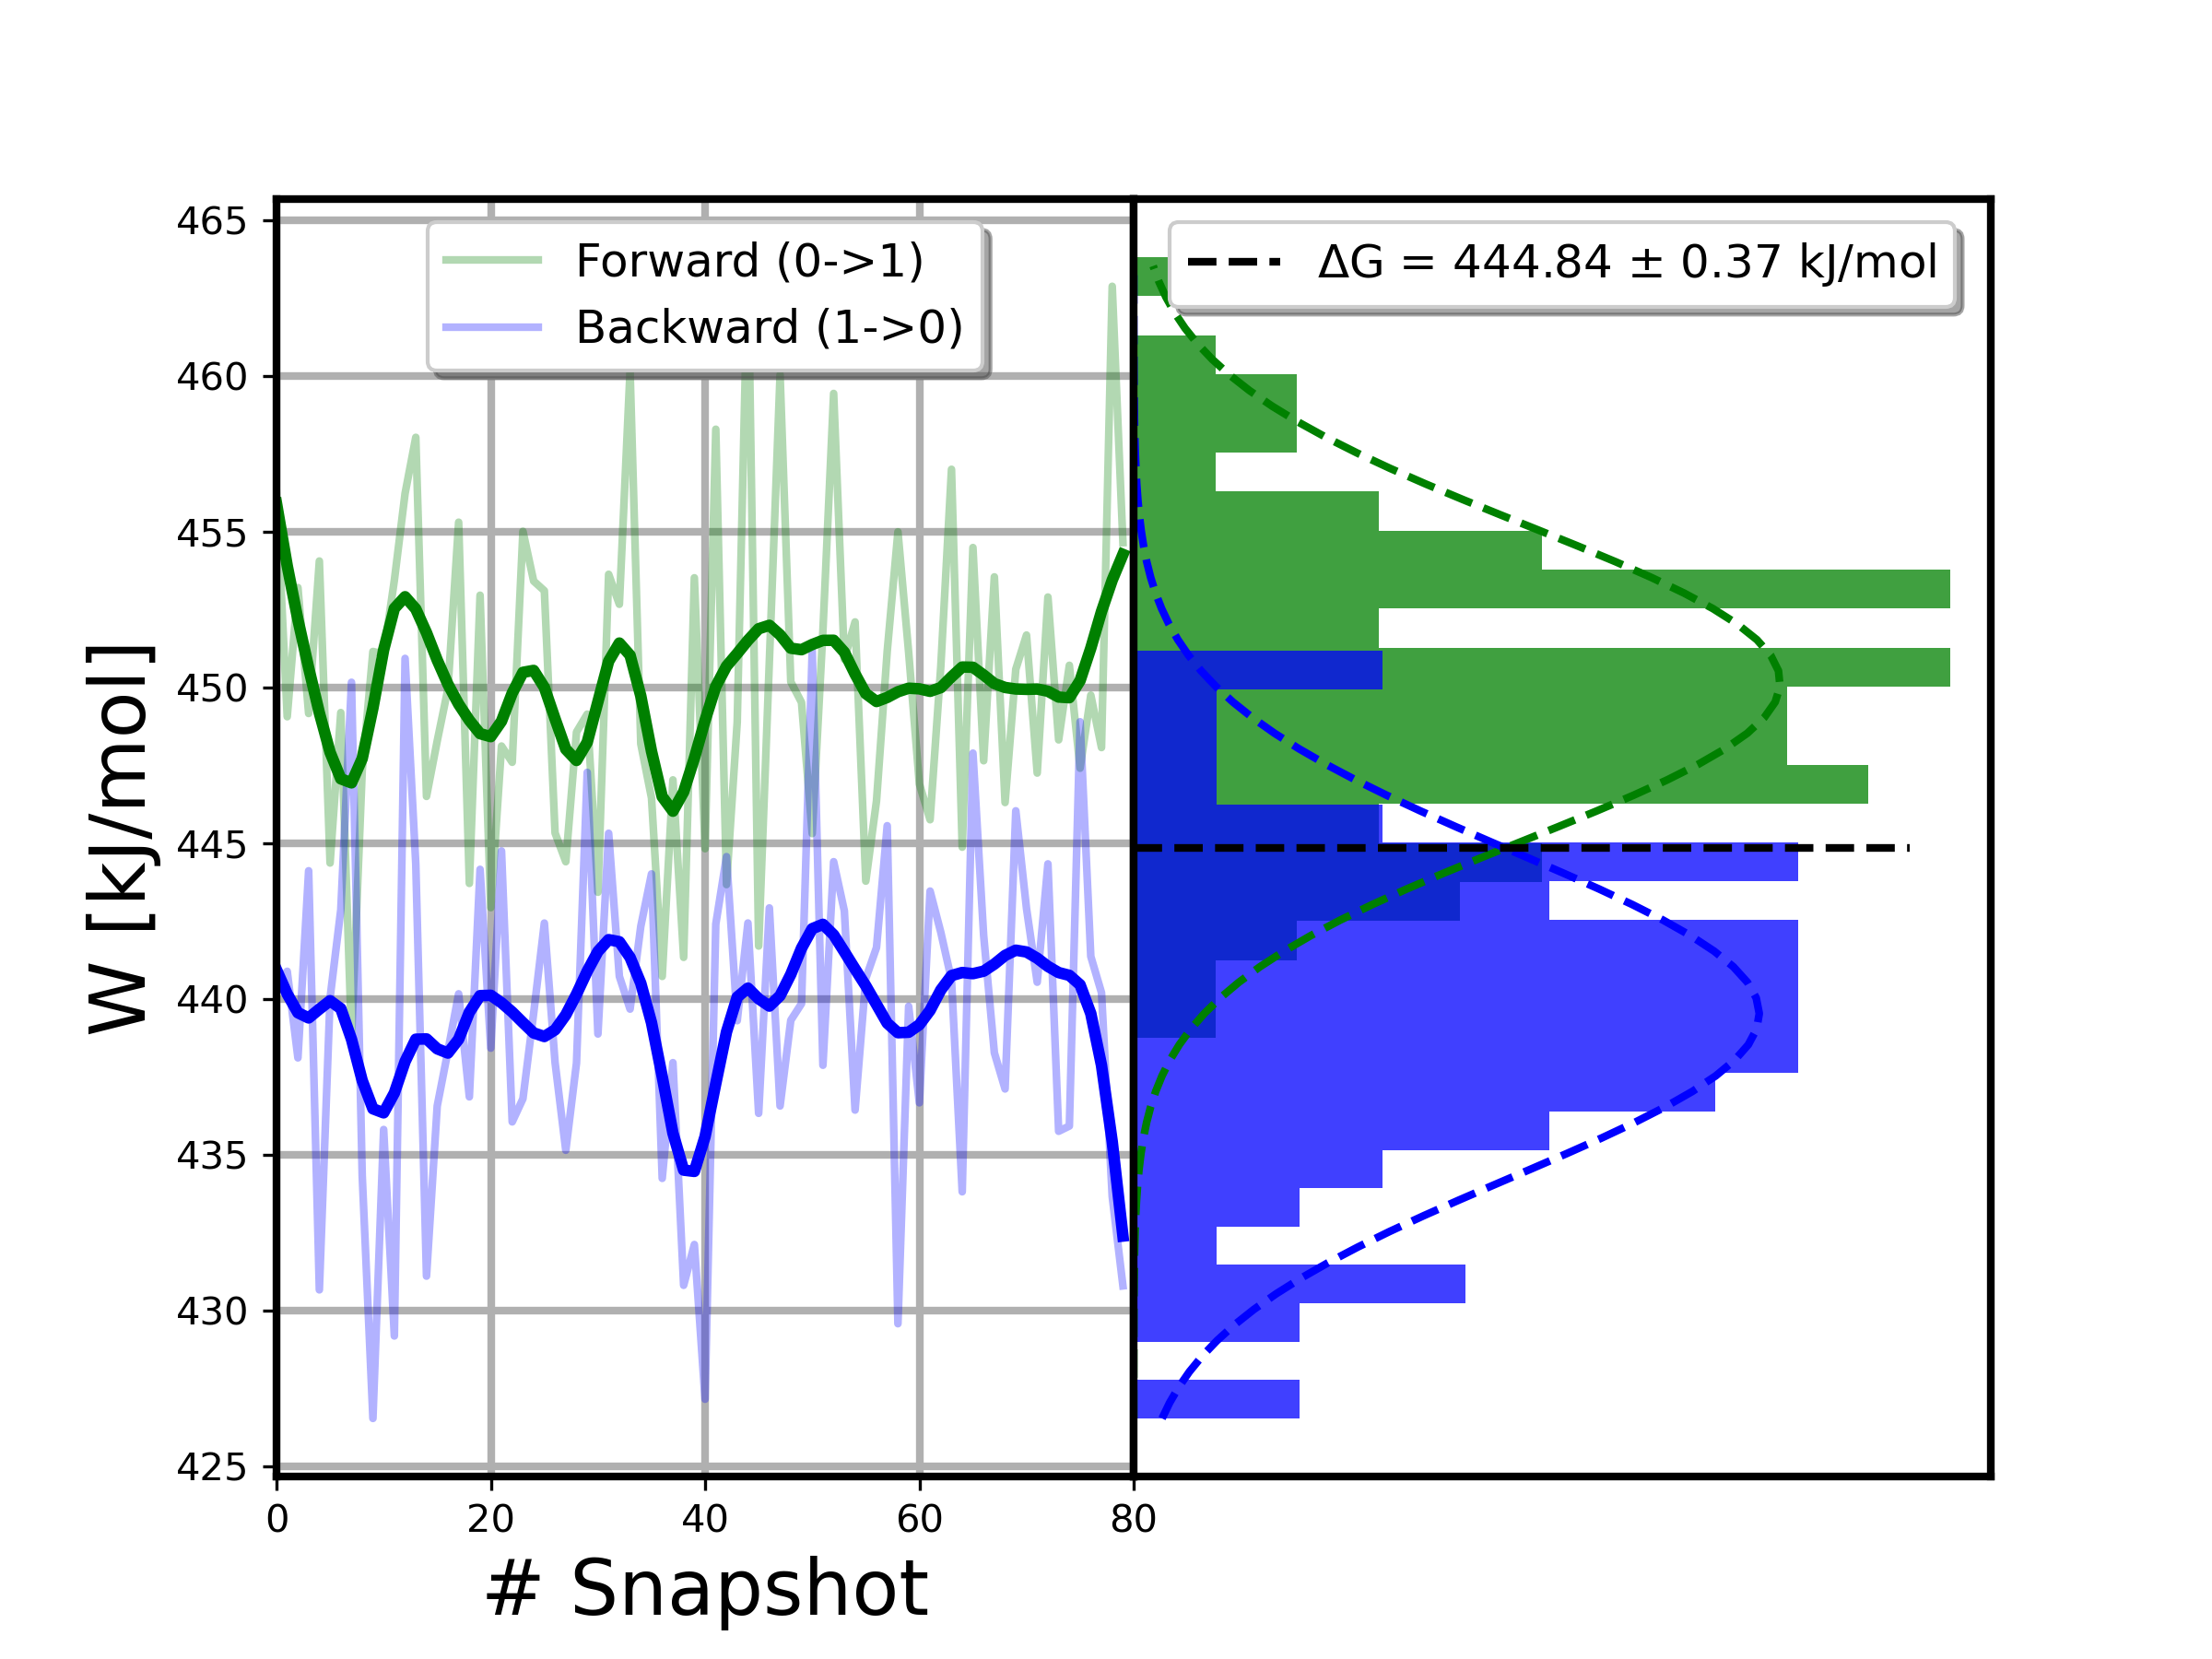 465
460
455
450
445
440
435
430
425
W [kJ/mol]
Forward (0->1)
Backward (1->0)
ΔG = 444.84 ± 0.37 kJ/mol
0 20 40 60 80
# Snapshot